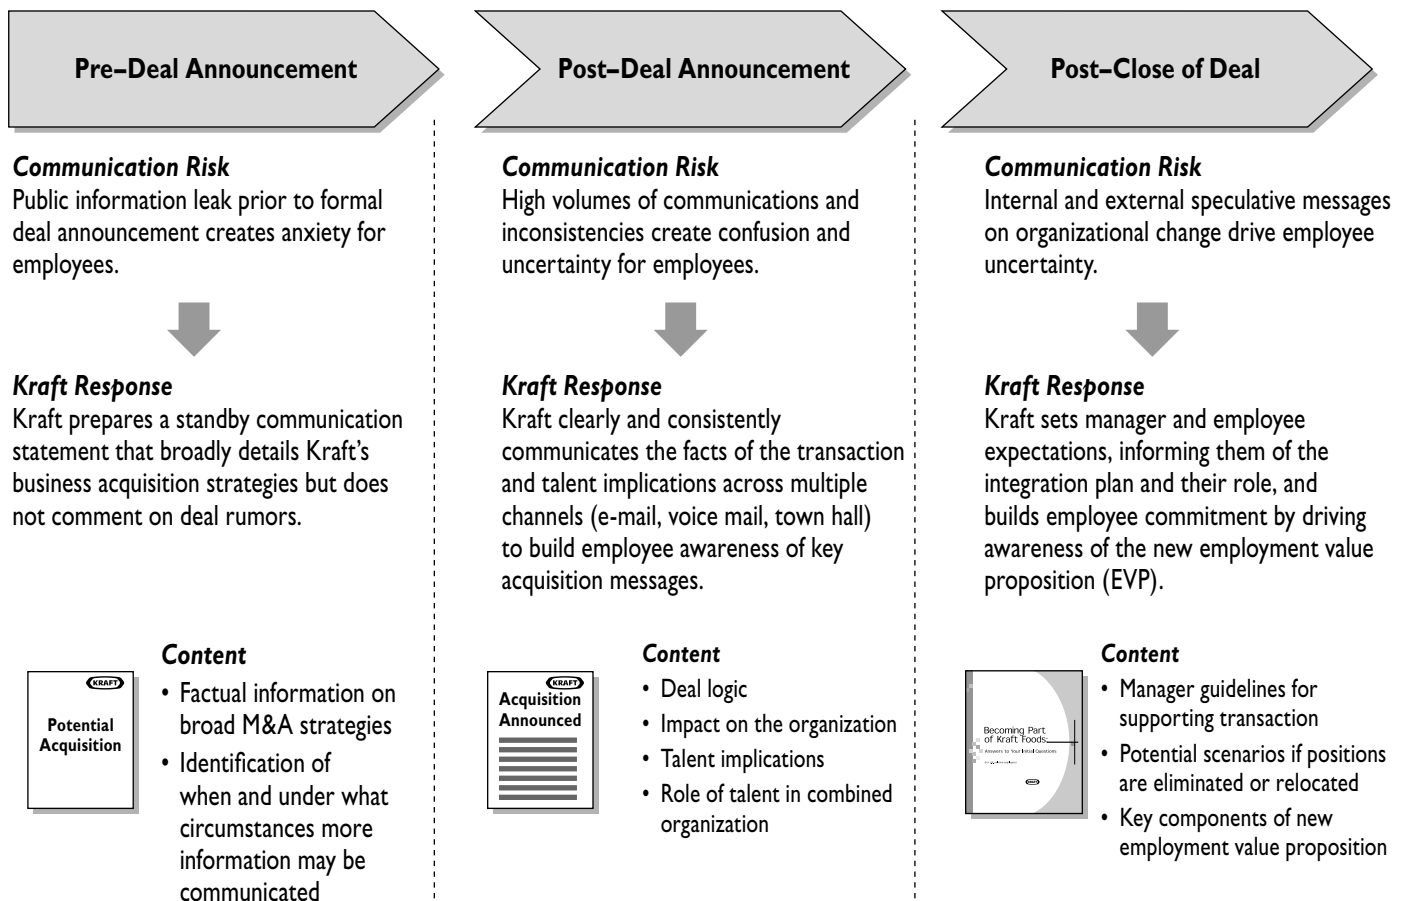 Pre–Deal Announcement
Post–Deal Announcement
Post–Close of Deal
Communication Risk
Public information leak prior to formal
deal announcement creates anxiety for
employees.
Kraft Response
Kraft prepares a standby communication
statement that broadly details Kraft's
business acquisition strategies but does
not comment on deal rumors.
KRAFT
Potential
Acquisition
Content
• Factual information on
broad M&A strategies
• Identification of
when and under what
circumstances more
information may be
communicated
Communication Risk
High volumes of communications and
inconsistencies create confusion and
uncertainty for employees.
Kraft Response
Kraft clearly and consistently
communicates the facts of the transaction
and talent implications across multiple
channels (e-mail, voice mail, town hall)
to build employee awareness of key
acquisition messages.
KRAFT
Acquisition
Announced
Content
• Deal logic
• Impact on the organization
• Talent implications
• Role of talent in combined
organization
Communication Risk
Internal and external speculative messages
on organizational change drive employee
uncertainty.
Kraft Response
Kraft sets manager and employee
expectations, informing them of the
integration plan and their role, and
builds employee commitment by driving
awareness of the new employment value
proposition (EVP).
Becoming Part
of Kraft Foods:
Answers to Your Initial Questions
Content
• Manager guidelines for
supporting transaction
• Potential scenarios if positions
are eliminated or relocated
• Key components of new
employment value proposition